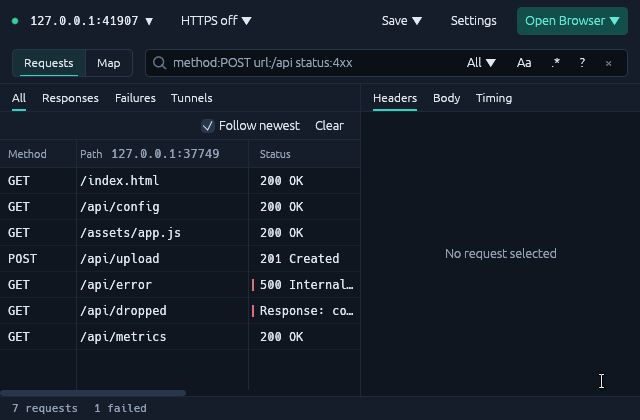 127.0.0.1:41907 ▼ HTTPS off ▼ Save ▼ Settings Open Browser ▼
Requests Map method:POST url:/api status:4xx All ▼ Aa .* ? ×
All Responses Failures Tunnels Headers Body Timing
✓ Follow newest Clear
Method Path 127.0.0.1:37749 Status
GET /index.html 200 OK
GET /api/config 200 OK
GET /assets/app.js 200 OK
POST /api/upload 201 Created
No request selected
GET /api/error 500 Internal…
GET /api/dropped Response: co…
GET /api/metrics 200 OK
7 requests 1 failed